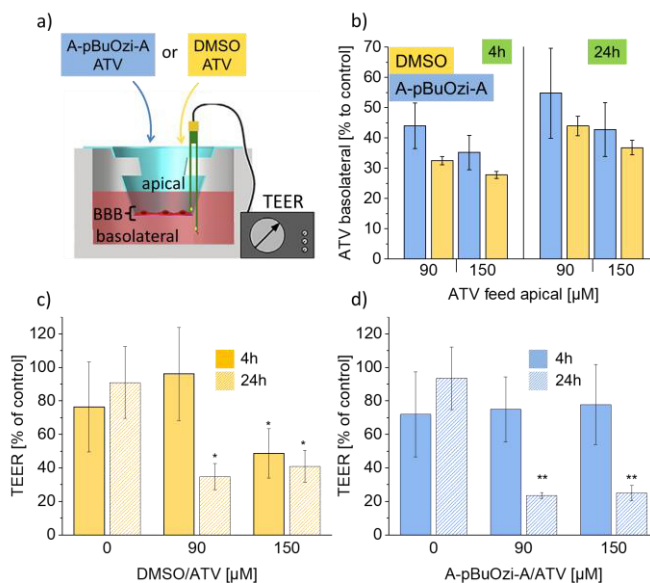 a)
A-pBuOzi-A
ATV
or
DMSO
ATV
apical
BBB
basolateral
TEER
b)
4h
24h
DMSO
A-pBuOzi-A
ATV basolateral [% to control]
70
60
50
40
30
20
10
0
90
150
90
150
ATV feed apical [µM]
c)
4h
24h
TEER [% of control]
120
100
80
60
40
20
0
*
*
*
0
90
150
DMSO/ATV [µM]
d)
4h
24h
TEER [% of control]
120
100
80
60
40
20
0
**
**
0
90
150
A-pBuOzi-A/ATV [µM]